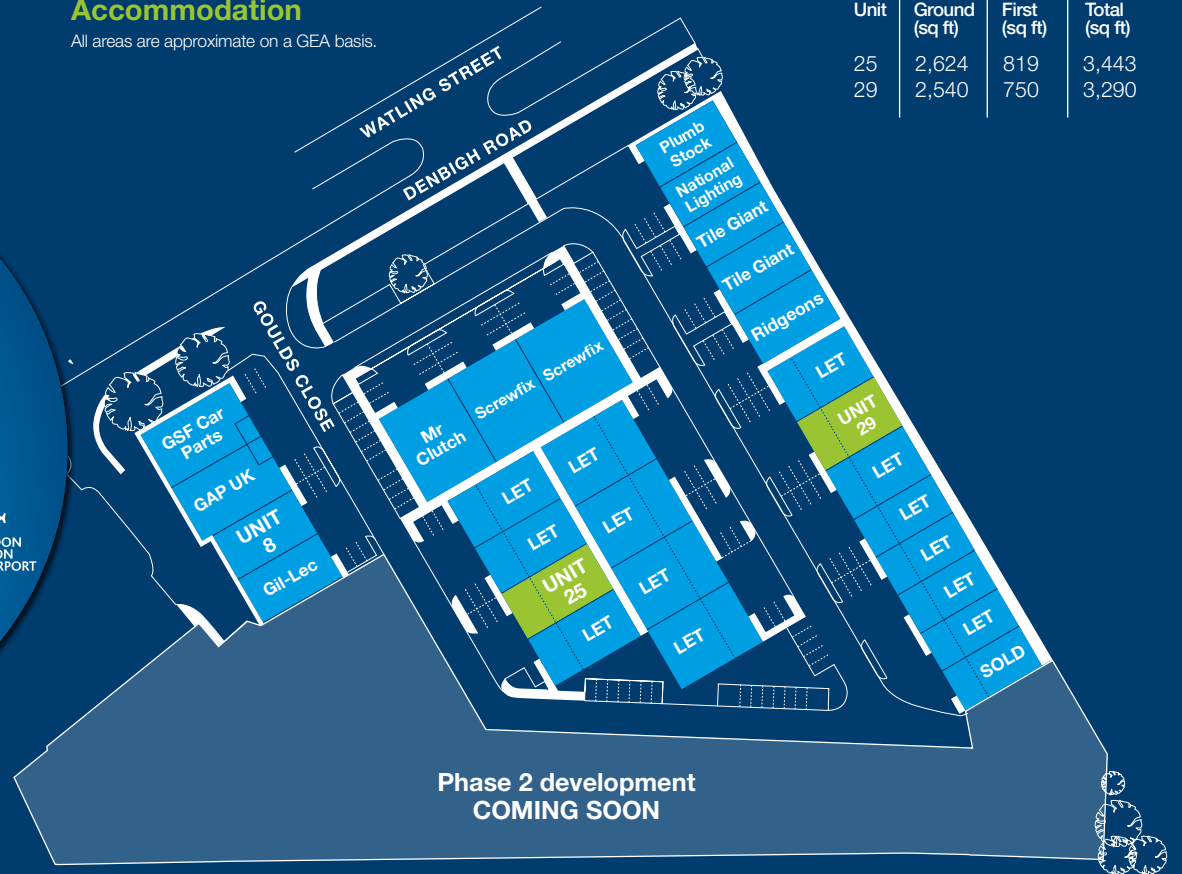 Accommodation
All areas are approximate on a GEA basis.
Unit Ground (sq ft) First (sq ft) Total (sq ft)
25 2,624 819 3,443
29 2,540 750 3,290
WATLING STREET
DENBIGH ROAD
GOULDS CLOSE
Plumb
Stock
National
Lighting
Tile Giant
Tile Giant
Ridgeons
LET
UNIT
29
LET
LET
LET
LET
LET
SOLD
Screwfix
Screwfix
Mr
Clutch
LET
LET
UNIT
25
LET
LET
LET
LET
LET
GSF Car
Parts
GAP UK
UNIT
8
Gil-Lec
Phase 2 development
COMING SOON